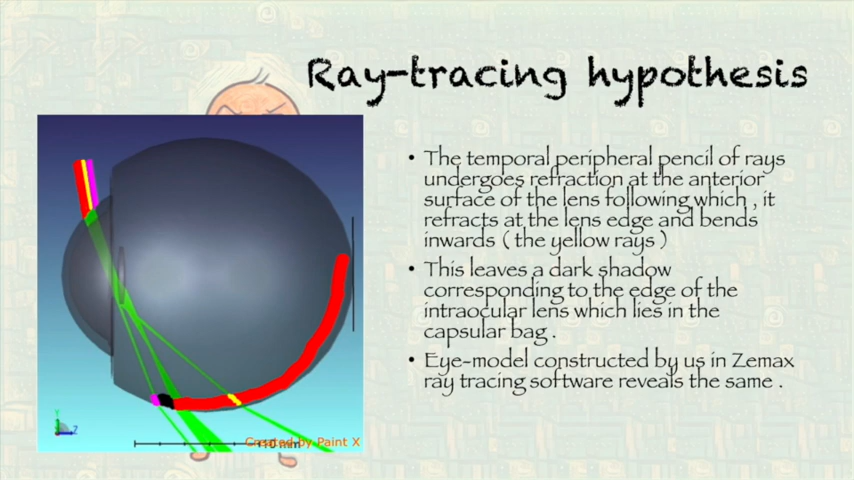 Ray-tracing hypothesis
• The temporal peripheral pencil of rays
undergoes refraction at the anterior
surface of the lens following which , it
refracts at the lens edge and bends
inwards ( the yellow rays )
• This leaves a dark shadow
corresponding to the edge of the
intraocular lens which lies in the
capsular bag .
• Eye-model constructed by us in Zemax
ray tracing software reveals the same .
Y
Z
Created by Paint X